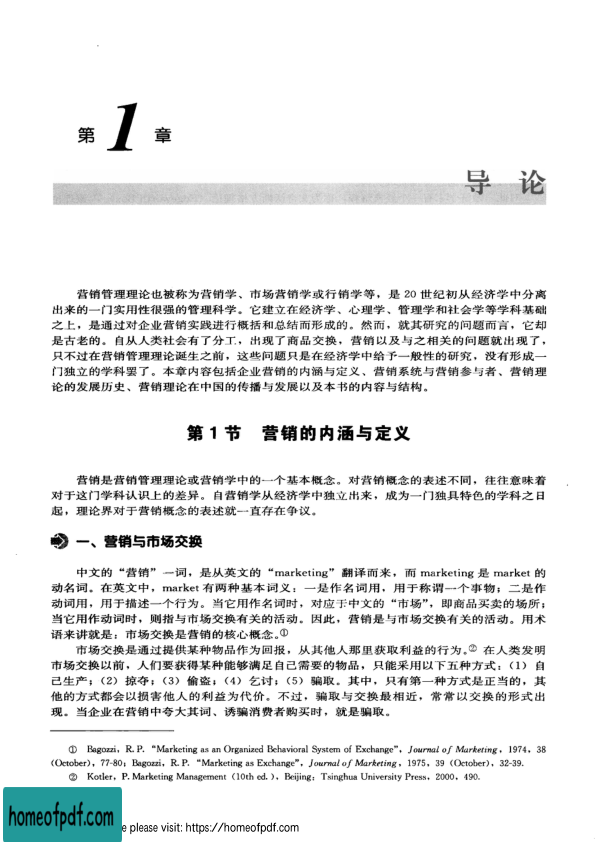 第 1 章
导 论
营销管理理论也被称为营销学、市场营销学或行销学等，是 20 世纪初从经济学中分离
出来的一门实用性很强的管理科学。它建立在经济学、心理学、管理学和社会学等学科基础
之上，是通过对企业营销实践进行概括和总结而形成的。然而，就其研究的问题而言，它却
是古老的。自从人类社会有了分工，出现了商品交换，营销以及与之相关的问题就出现了，
只不过在营销管理理论诞生之前，这些问题只是在经济学中给予一般性的研究，没有形成一
门独立的学科罢了。本章内容包括企业营销的内涵与定义、营销系统与营销参与者、营销理
论的发展历史、营销理论在中国的传播与发展以及本书的内容与结构。
第 1 节 营销的内涵与定义
营销是营销管理理论或营销学中的一个基本概念。对营销概念的表述不同，往往意味着
对于这门学科认识上的差异。自营销学从经济学中独立出来，成为一门独具特色的学科之日
起，理论界对于营销概念的表述就一直存在争议。
一、营销与市场交换
中文的“营销”一词，是从英文的“marketing”翻译而来，而 marketing 是 market 的
动名词。在英文中，market 有两种基本词义：一是作名词用，用于称谓一个事物；二是作
动词用，用于描述一个行为。当它用作名词时，对应于中文的“市场”，即商品买卖的场所；
当它用作动词时，则指与市场交换有关的活动。因此，营销是与市场交换有关的活动。用术
语来讲就是：市场交换是营销的核心概念。①
市场交换是通过提供某种物品作为回报，从其他人那里获取利益的行为。② 在人类发明
市场交换以前，人们要获得某种能够满足自己需要的物品，只能采用以下五种方式：（1）自
己生产；（2）掠夺；（3）偷盗；（4）乞讨；（5）骗取。其中，只有第一种方式是正当的，其
他的方式都会以损害他人的利益为代价。不过，骗取与交换最相近，常常以交换的形式出
现。当企业在营销中夸大其词、诱骗消费者购买时，就是骗取。
① Bagozzi, R. P. “Marketing as an Organized Behavioral System of Exchange”, Journal of Marketing, 1974, 38
(October), 77-80; Bagozzi, R. P. “Marketing as Exchange”, Journal of Marketing, 1975, 39 (October), 32-39.
② Kotler, P. Marketing Management (10th ed.), Beijing: Tsinghua University Press, 2000, 490.
homeofpdf.com
e please visit: https://homeofpdf.com